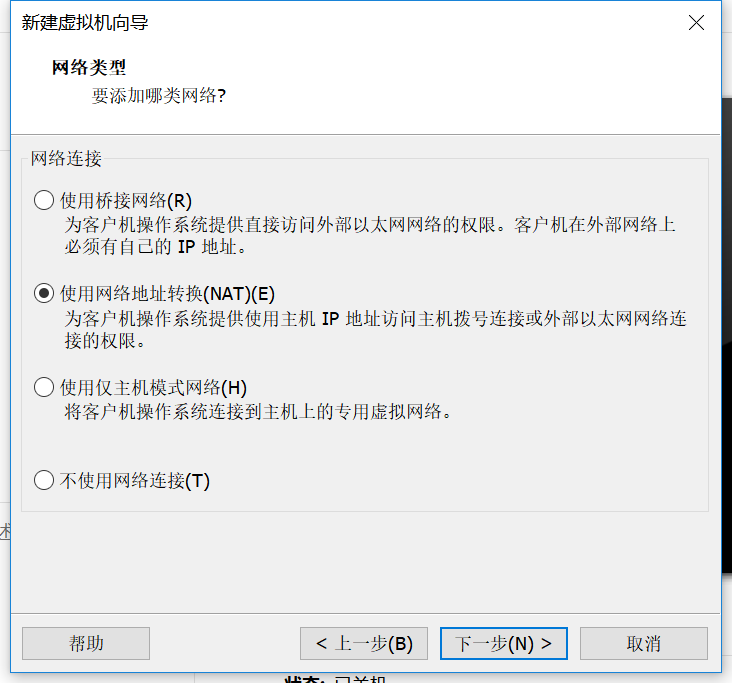 新建虚拟机向导
网络类型
要添加哪类网络?
网络连接
使用桥接网络(R)
为客户机操作系统提供直接访问外部以太网网络的权限。客户机在外部网络上
必须有自己的 IP 地址。
使用网络地址转换(NAT)(E)
为客户机操作系统提供使用主机 IP 地址访问主机拨号连接或外部以太网网络连
接的权限。
使用仅主机模式网络(H)
将客户机操作系统连接到主机上的专用虚拟网络。
不使用网络连接(T)
术
帮助
< 上一步(B)
下一步(N) >
取消